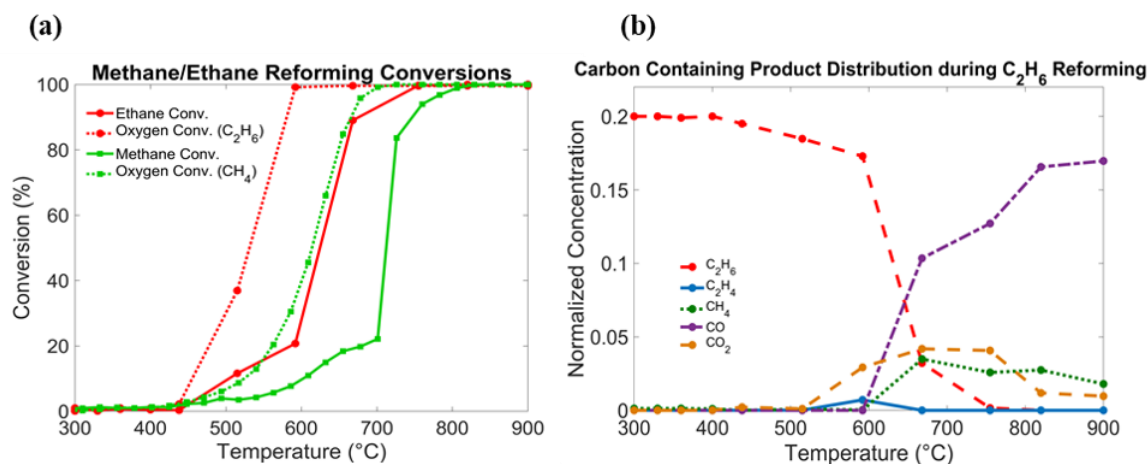 (a)
Methane/Ethane Reforming Conversions
100
80
60
40
20
0
Conversion (%)
Ethane Conv.
Oxygen Conv. (C₂H₆)
Methane Conv.
Oxygen Conv. (CH₄)
300 400 500 600 700 800 900
Temperature (°C)
(b)
Carbon Containing Product Distribution during C₂H₆ Reforming
0.2
0.15
0.1
0.05
0
Normalized Concentration
C₂H₆
C₂H₄
CH₄
CO
CO₂
300 400 500 600 700 800 900
Temperature (°C)